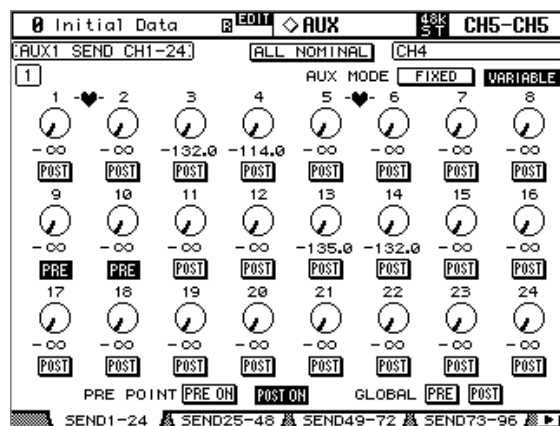 0 Initial Data EDIT AUX 48K ST CH5-CH5
AUX1 SEND CH1-24 ALL NOMINAL CH4
1 AUX MODE FIXED VARIABLE
1 2 3 4 5 6 7 8
-∞ -∞ -132.0 -114.0 -∞ -∞ -∞ -∞
POST POST POST POST POST POST POST POST
9 10 11 12 13 14 15 16
-∞ -∞ -∞ -∞ -135.0 -132.0 -∞ -∞
PRE PRE POST POST POST POST POST POST
17 18 19 20 21 22 23 24
-∞ -∞ -∞ -∞ -∞ -∞ -∞ -∞
POST POST POST POST POST POST POST POST
PRE POINT PRE ON POST ON GLOBAL PRE POST
SEND1-24 SEND25-48 SEND49-72 SEND73-96